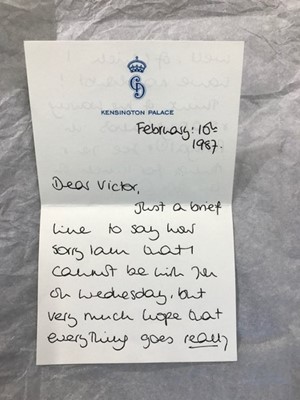 KENSINGTON PALACE
February: 10th
1987.
Dear Victor,
Just a brief
line to say how
sorry I am that I
cannot be with you
on Wednesday, but
very much hope that
everything goes really